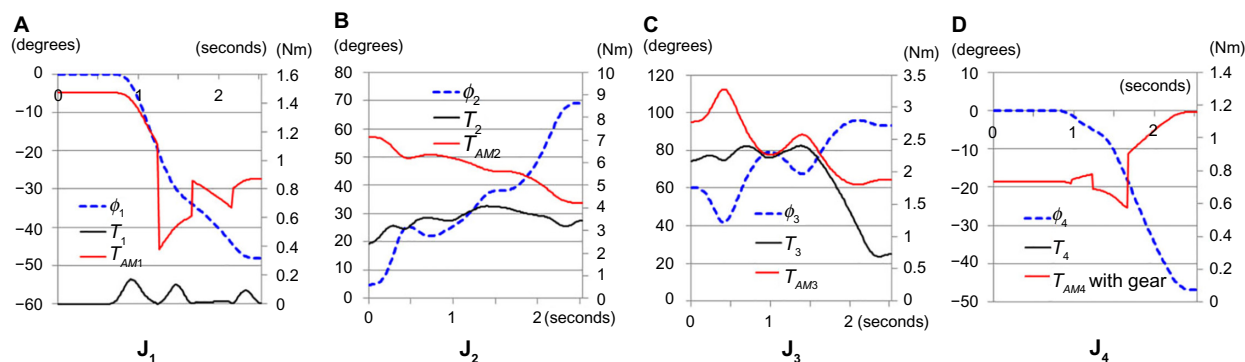 A
(degrees)
(seconds)
(Nm)
0
−10
−20
−30
−40
−50
−60
0
1
2
1.6
1.4
1.2
1
0.8
0.6
0.4
0.2
0
ϕ1
T1
TAM1
J1
B
(degrees)
(Nm)
80
70
60
50
40
30
20
10
0
10
9
8
7
6
5
4
3
2
1
0
ϕ2
T2
TAM2
0
1
2 (seconds)
J2
C
(degrees)
(Nm)
120
100
80
60
40
20
0
3.5
3
2.5
2
1.5
1
0.5
0
ϕ3
T3
TAM3
0
1
2 (seconds)
J3
D
(degrees)
(Nm)
(seconds)
10
0
−10
−20
−30
−40
−50
0
1
2
1.4
1.2
1
0.8
0.6
0.4
0.2
0
ϕ4
T4
TAM4 with gear
J4